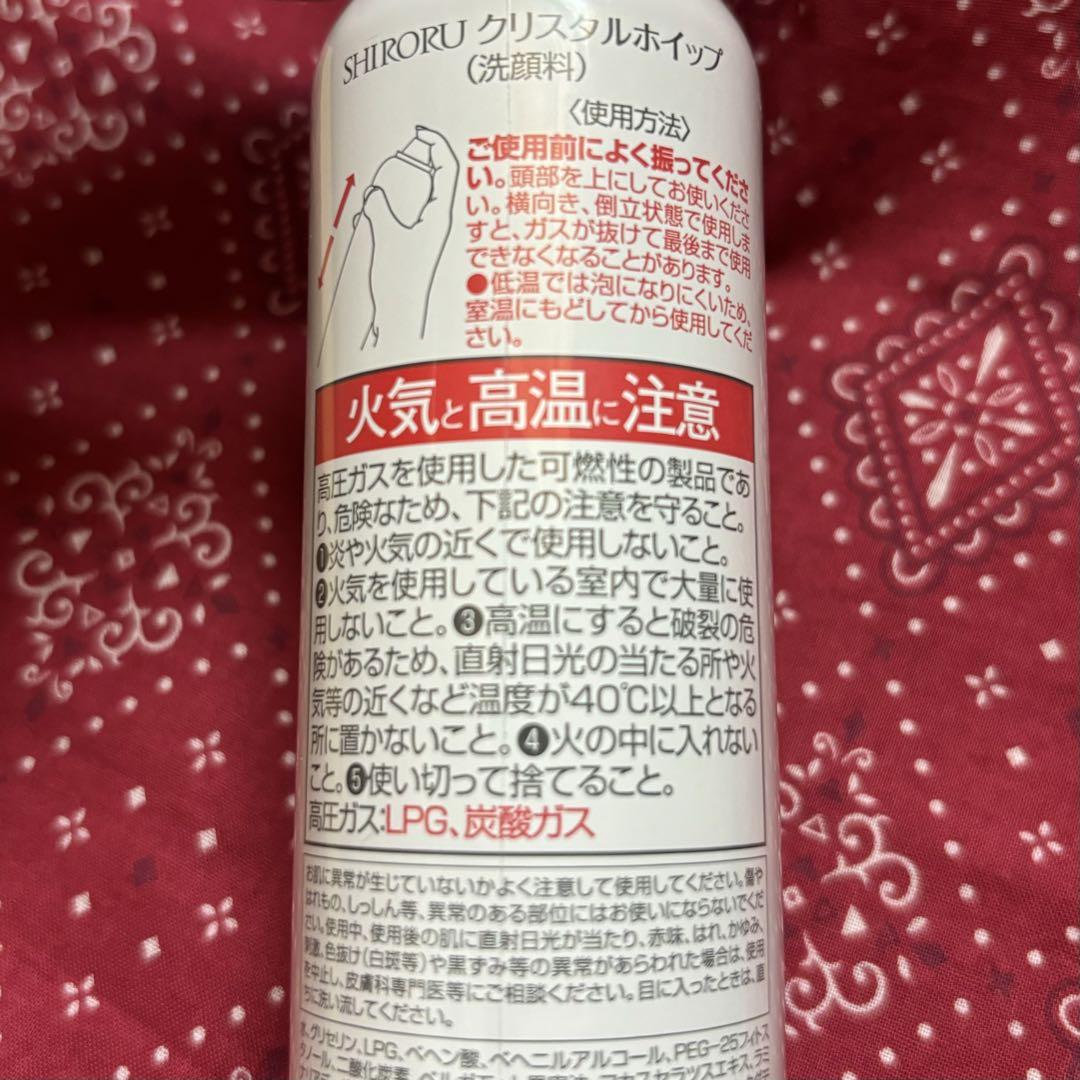 SHIRORU クリスタルホイップ
(洗顔料)
〈使用方法〉
ご使用前によく振ってくださ
い。頭部を上にしてお使いくださ
い。横向き、倒立状態で使用しま
すと、ガスが抜けて最後まで使用
できなくなることがあります。
●低温では泡になりにくいため、
室温にもどしてから使用してくだ
さい。
火気と高温に注意
高圧ガスを使用した可燃性の製品であ
り、危険なため、下記の注意を守ること。
❶炎や火気の近くで使用しないこと。
❷火気を使用している室内で大量に使
用しないこと。❸高温にすると破裂の危
険があるため、直射日光の当たる所や火
気等の近くなど温度が40℃以上となる
所に置かないこと。❹火の中に入れない
こと。❺使い切って捨てること。
高圧ガス:LPG、炭酸ガス
お肌に異常が生じていないかよく注意して使用してください。傷や
はれもの、しっしん等、異常のある部位にはお使いにならないでくだ
さい。使用中、使用後の肌に直射日光が当たり、赤味、はれ、かゆみ、
刺激、色抜け(白斑等)や黒ずみ等の異常があらわれた場合は、使用
を中止し、皮膚科専門医等にご相談ください。目に入ったときは、直
ちに洗い流してください。
水、グリセリン、LPG、ベヘン酸、ベヘニルアルコール、PEG-25フィトス
タノール、二酸化炭素、